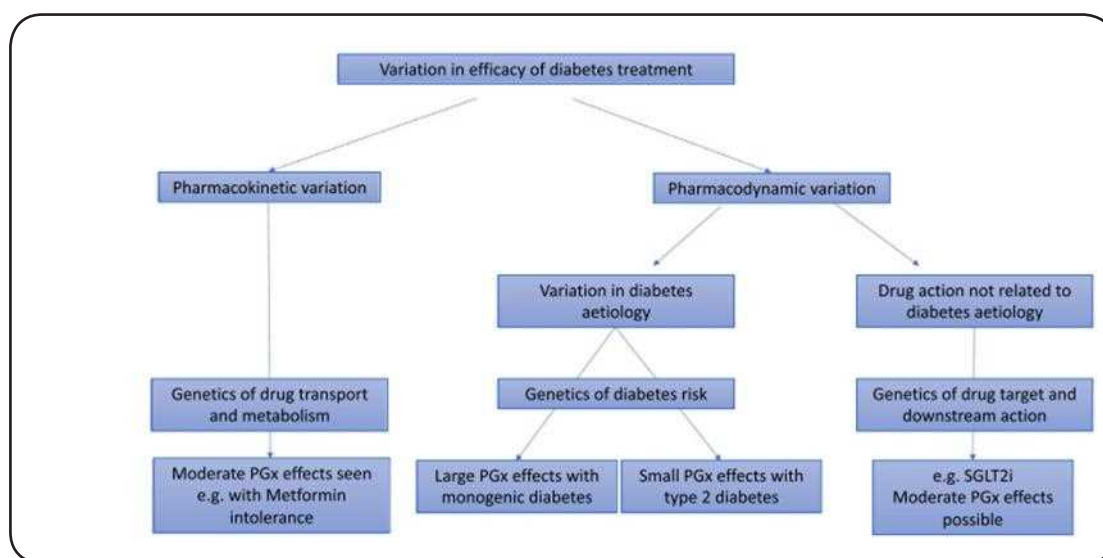 Variation in efficacy of diabetes treatment
Pharmacokinetic variation
Pharmacodynamic variation
Variation in diabetes
aetiology
Drug action not related to
diabetes aetiology
Genetics of drug transport
and metabolism
Genetics of diabetes risk
Genetics of drug target and
downstream action
Moderate PGx effects seen
e.g. with Metformin
intolerance
Large PGx effects with
monogenic diabetes
Small PGx effects with
type 2 diabetes
e.g. SGLT2i
Moderate PGx effects
possible